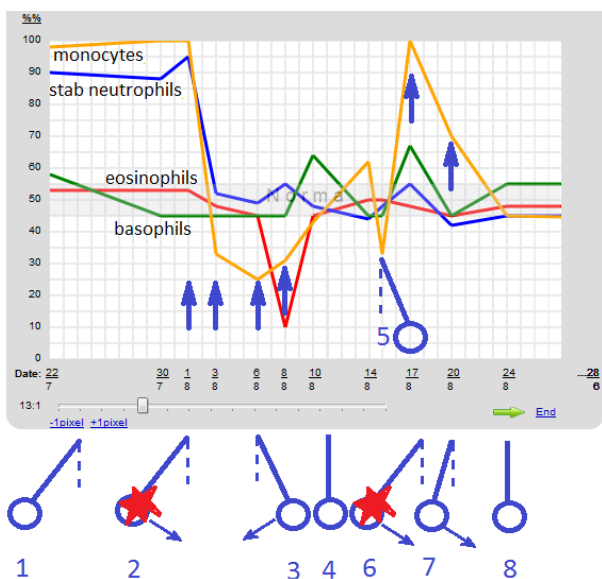 %%
100
monocytes
90
stab neutrophils
80
70
60
eosinophils
50
Norma
basophils
40
30
20
10
5
0
Date: 22 30 1 3 6 8 10 14 17 20 24 ...28
7 8 8 8 8 8 8 8 8 8 8 6
13:1
-1pixel +1pixel
End
1 2 3 4 6 7 8